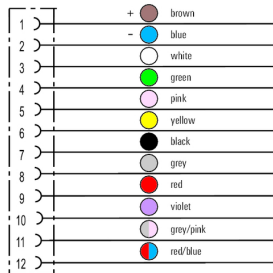 1 + brown
2 - blue
3 white
4 green
5 pink
6 yellow
7 black
8 grey
9 red
10 violet
11 grey/pink
12 red/blue